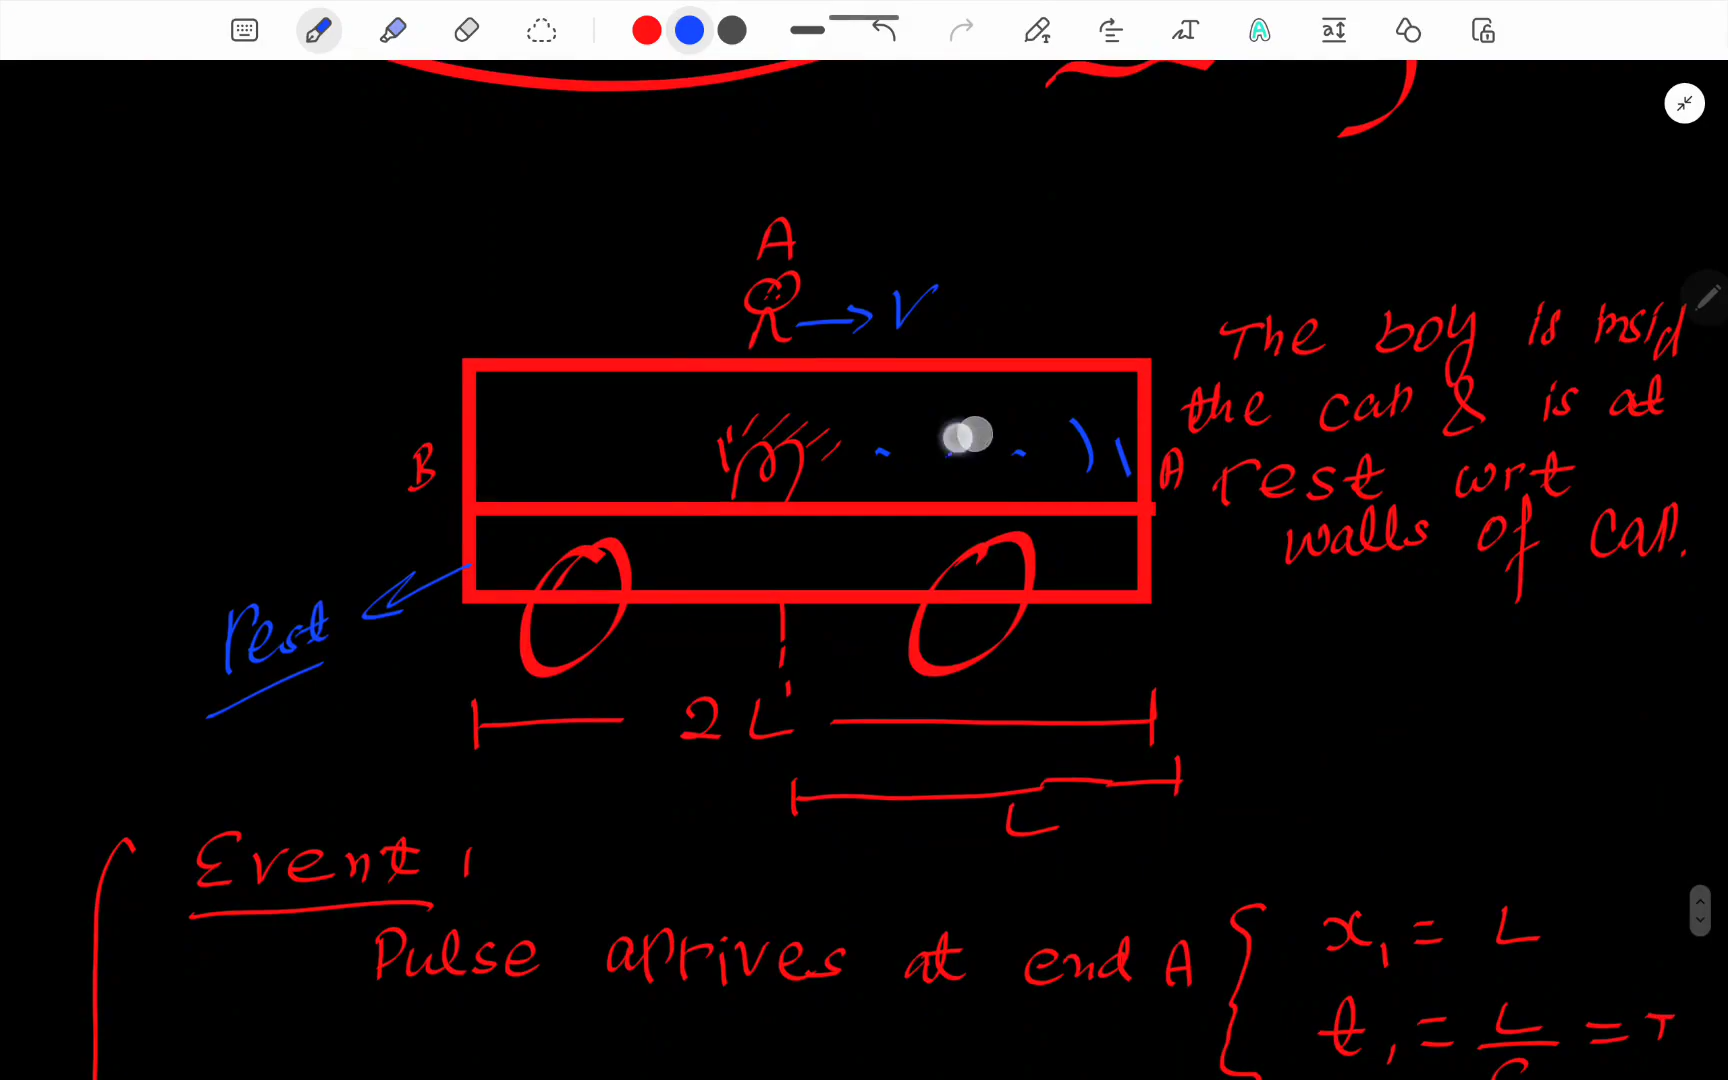 A
V
The boy is insid
the car & is at
B
A
rest wrt
walls of car.
rest
2L
L
Event 1
Pulse arrives at end A
x₁ = L
t₁ = L/C = T